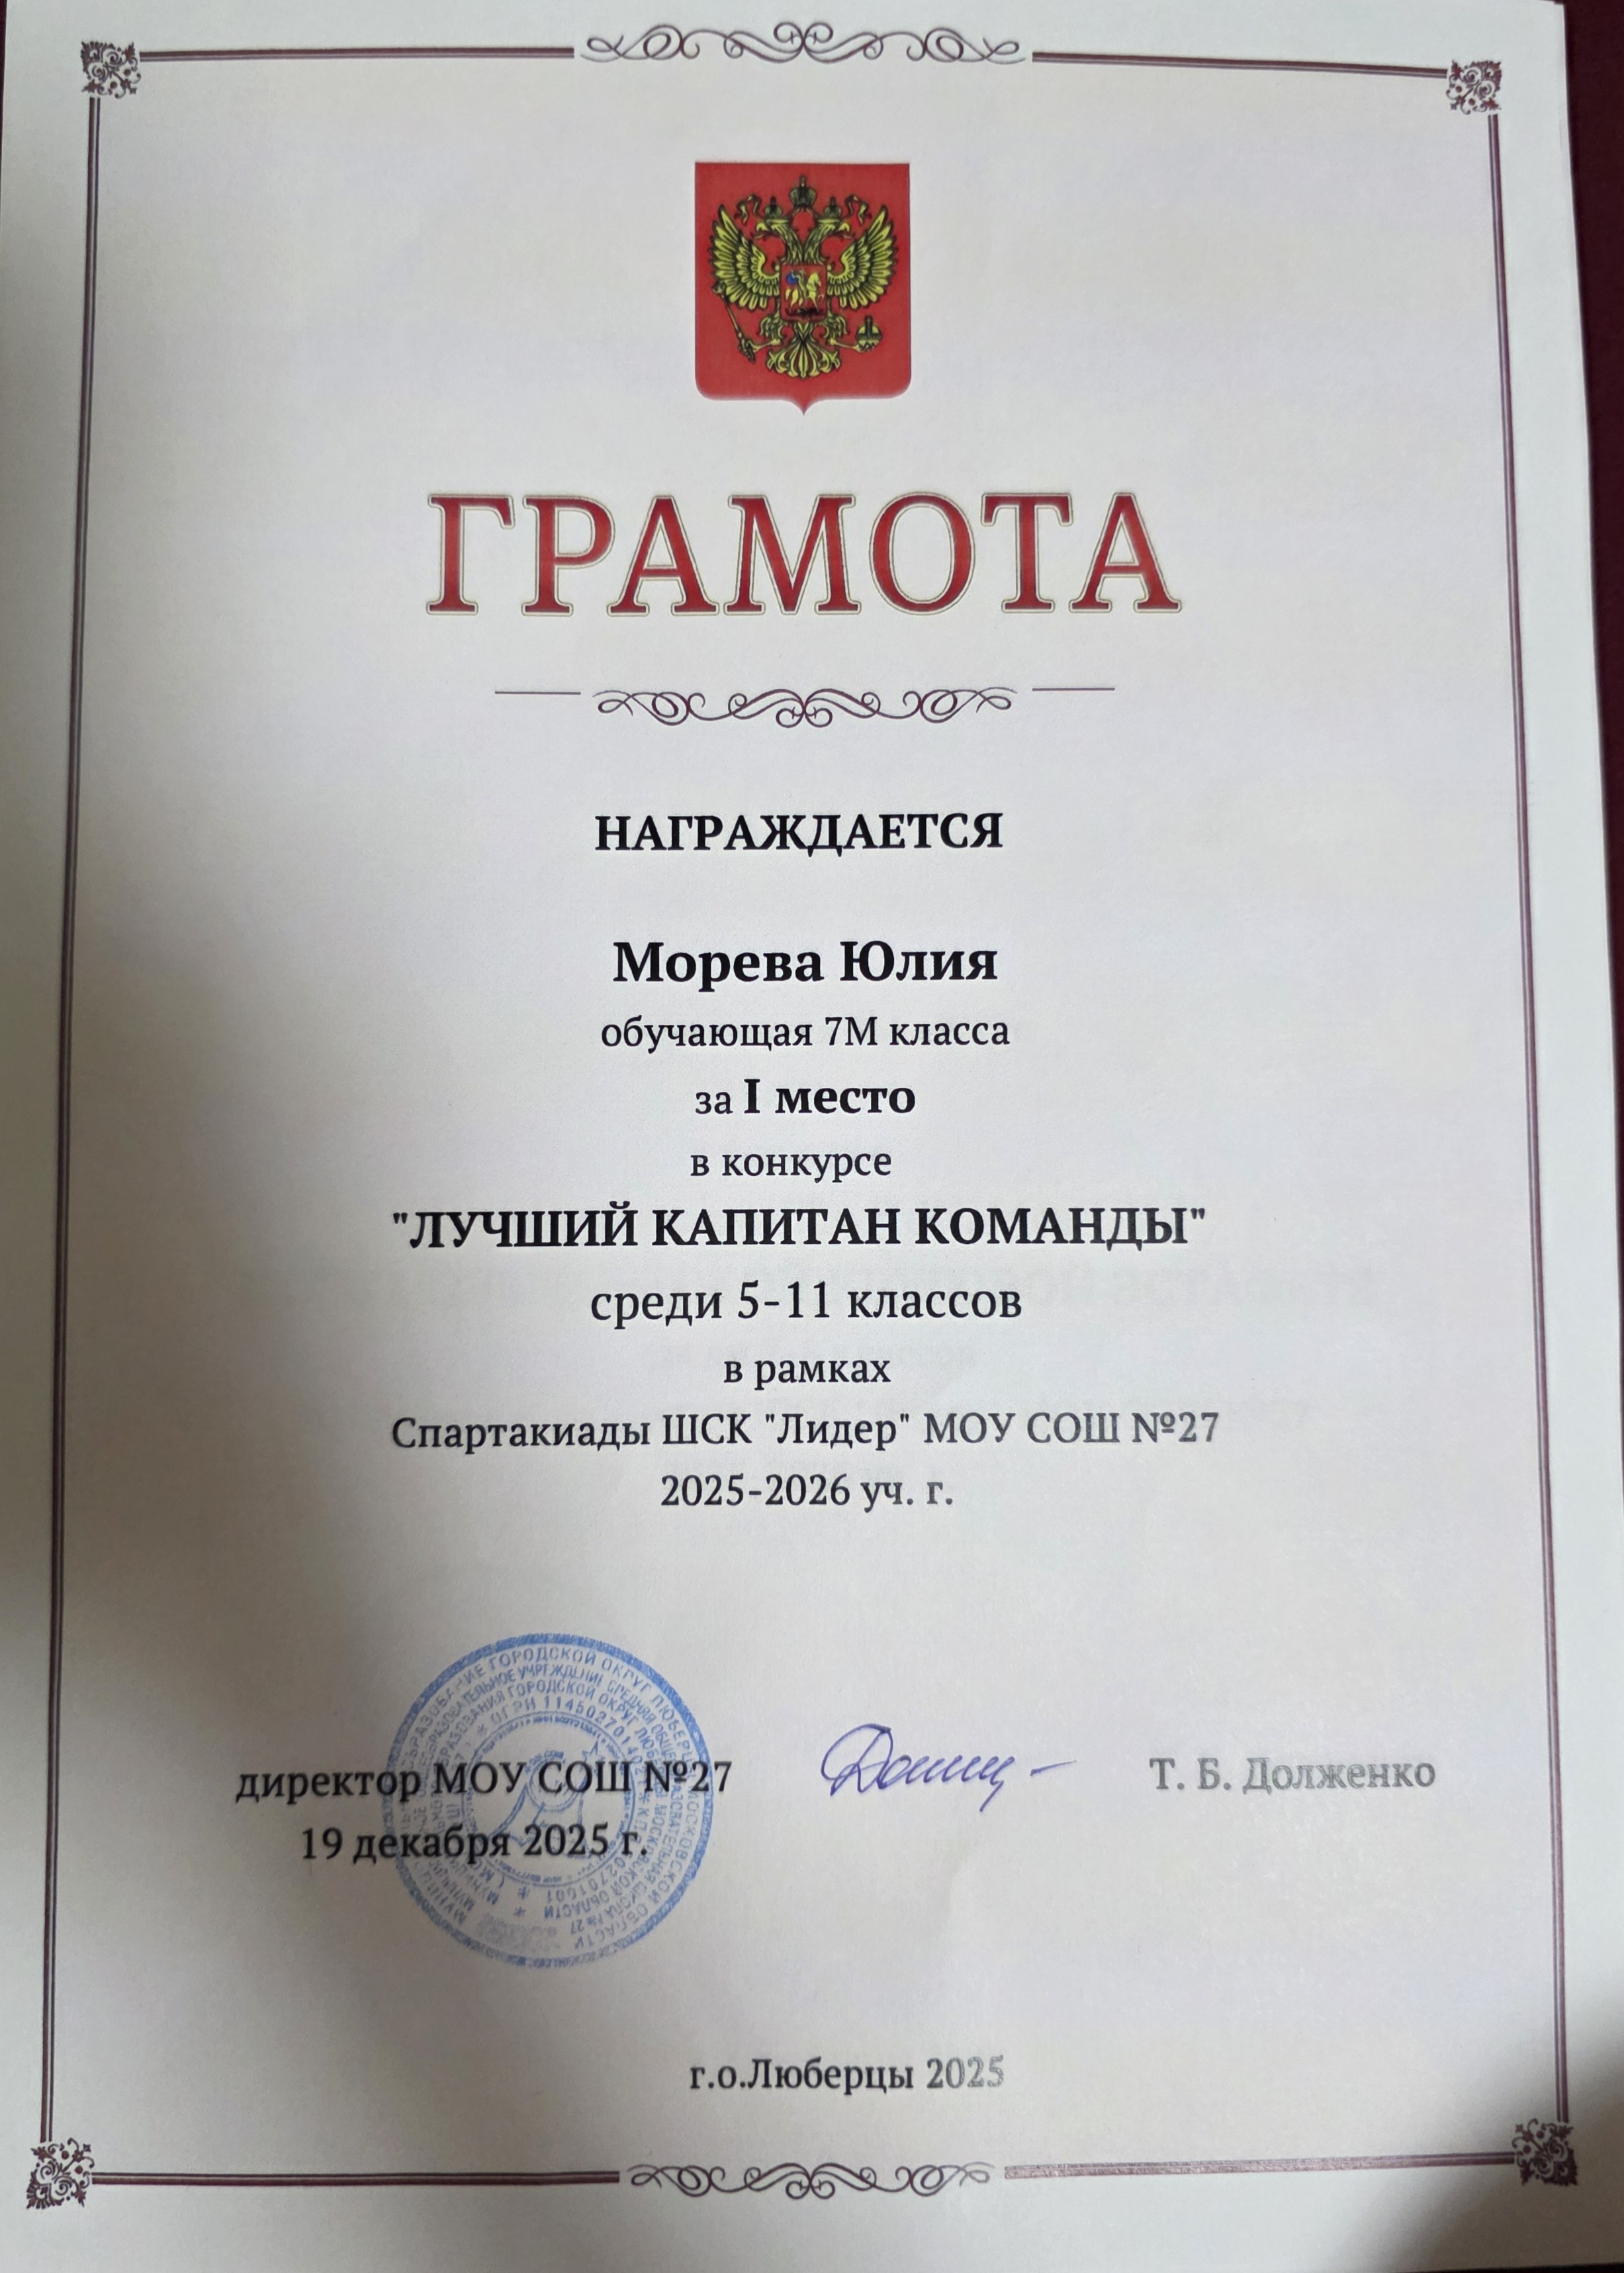 ГРАМОТА
НАГРАЖДАЕТСЯ
Морева Юлия
обучающая 7М класса
за I место
в конкурсе
"ЛУЧШИЙ КАПИТАН КОМАНДЫ"
среди 5-11 классов
в рамках
Спартакиады ШСК "Лидер" МОУ СОШ №27
2025-2026 уч. г.
директор МОУ СОШ №27 Т. Б. Долженко
19 декабря 2025 г.
г.о.Люберцы 2025